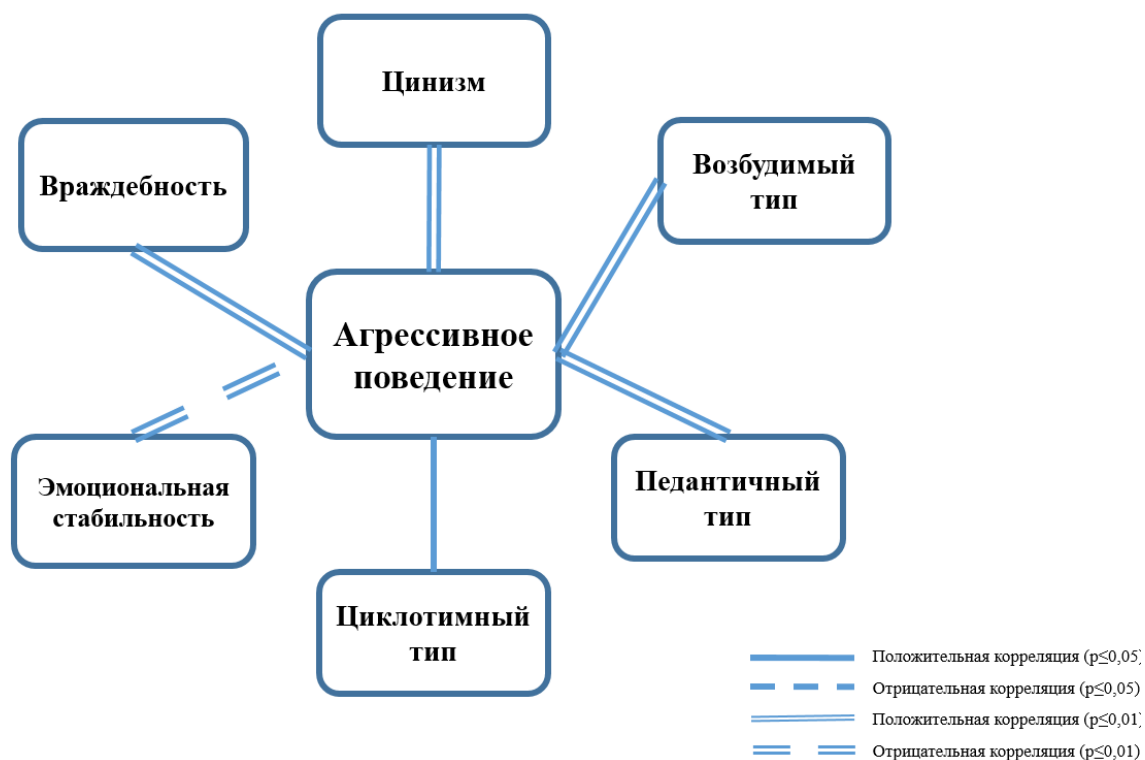 Цинизм
Враждебность
Возбудимый
тип
Агрессивное
поведение
Эмоциональная
стабильность
Педантичный
тип
Циклотимный
тип
Положительная корреляция (p≤0,05)
Отрицательная корреляция (p≤0,05)
Положительная корреляция (p≤0,01)
Отрицательная корреляция (p≤0,01)